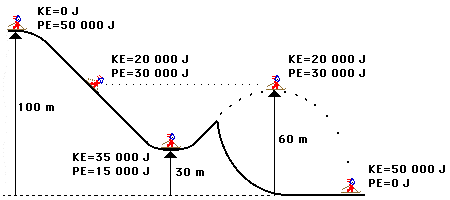 KE=0 J
PE=50 000 J
KE=20 000 J
PE=30 000 J
KE=20 000 J
PE=30 000 J
100 m
60 m
KE=35 000 J
PE=15 000 J
30 m
KE=50 000 J
PE=0 J